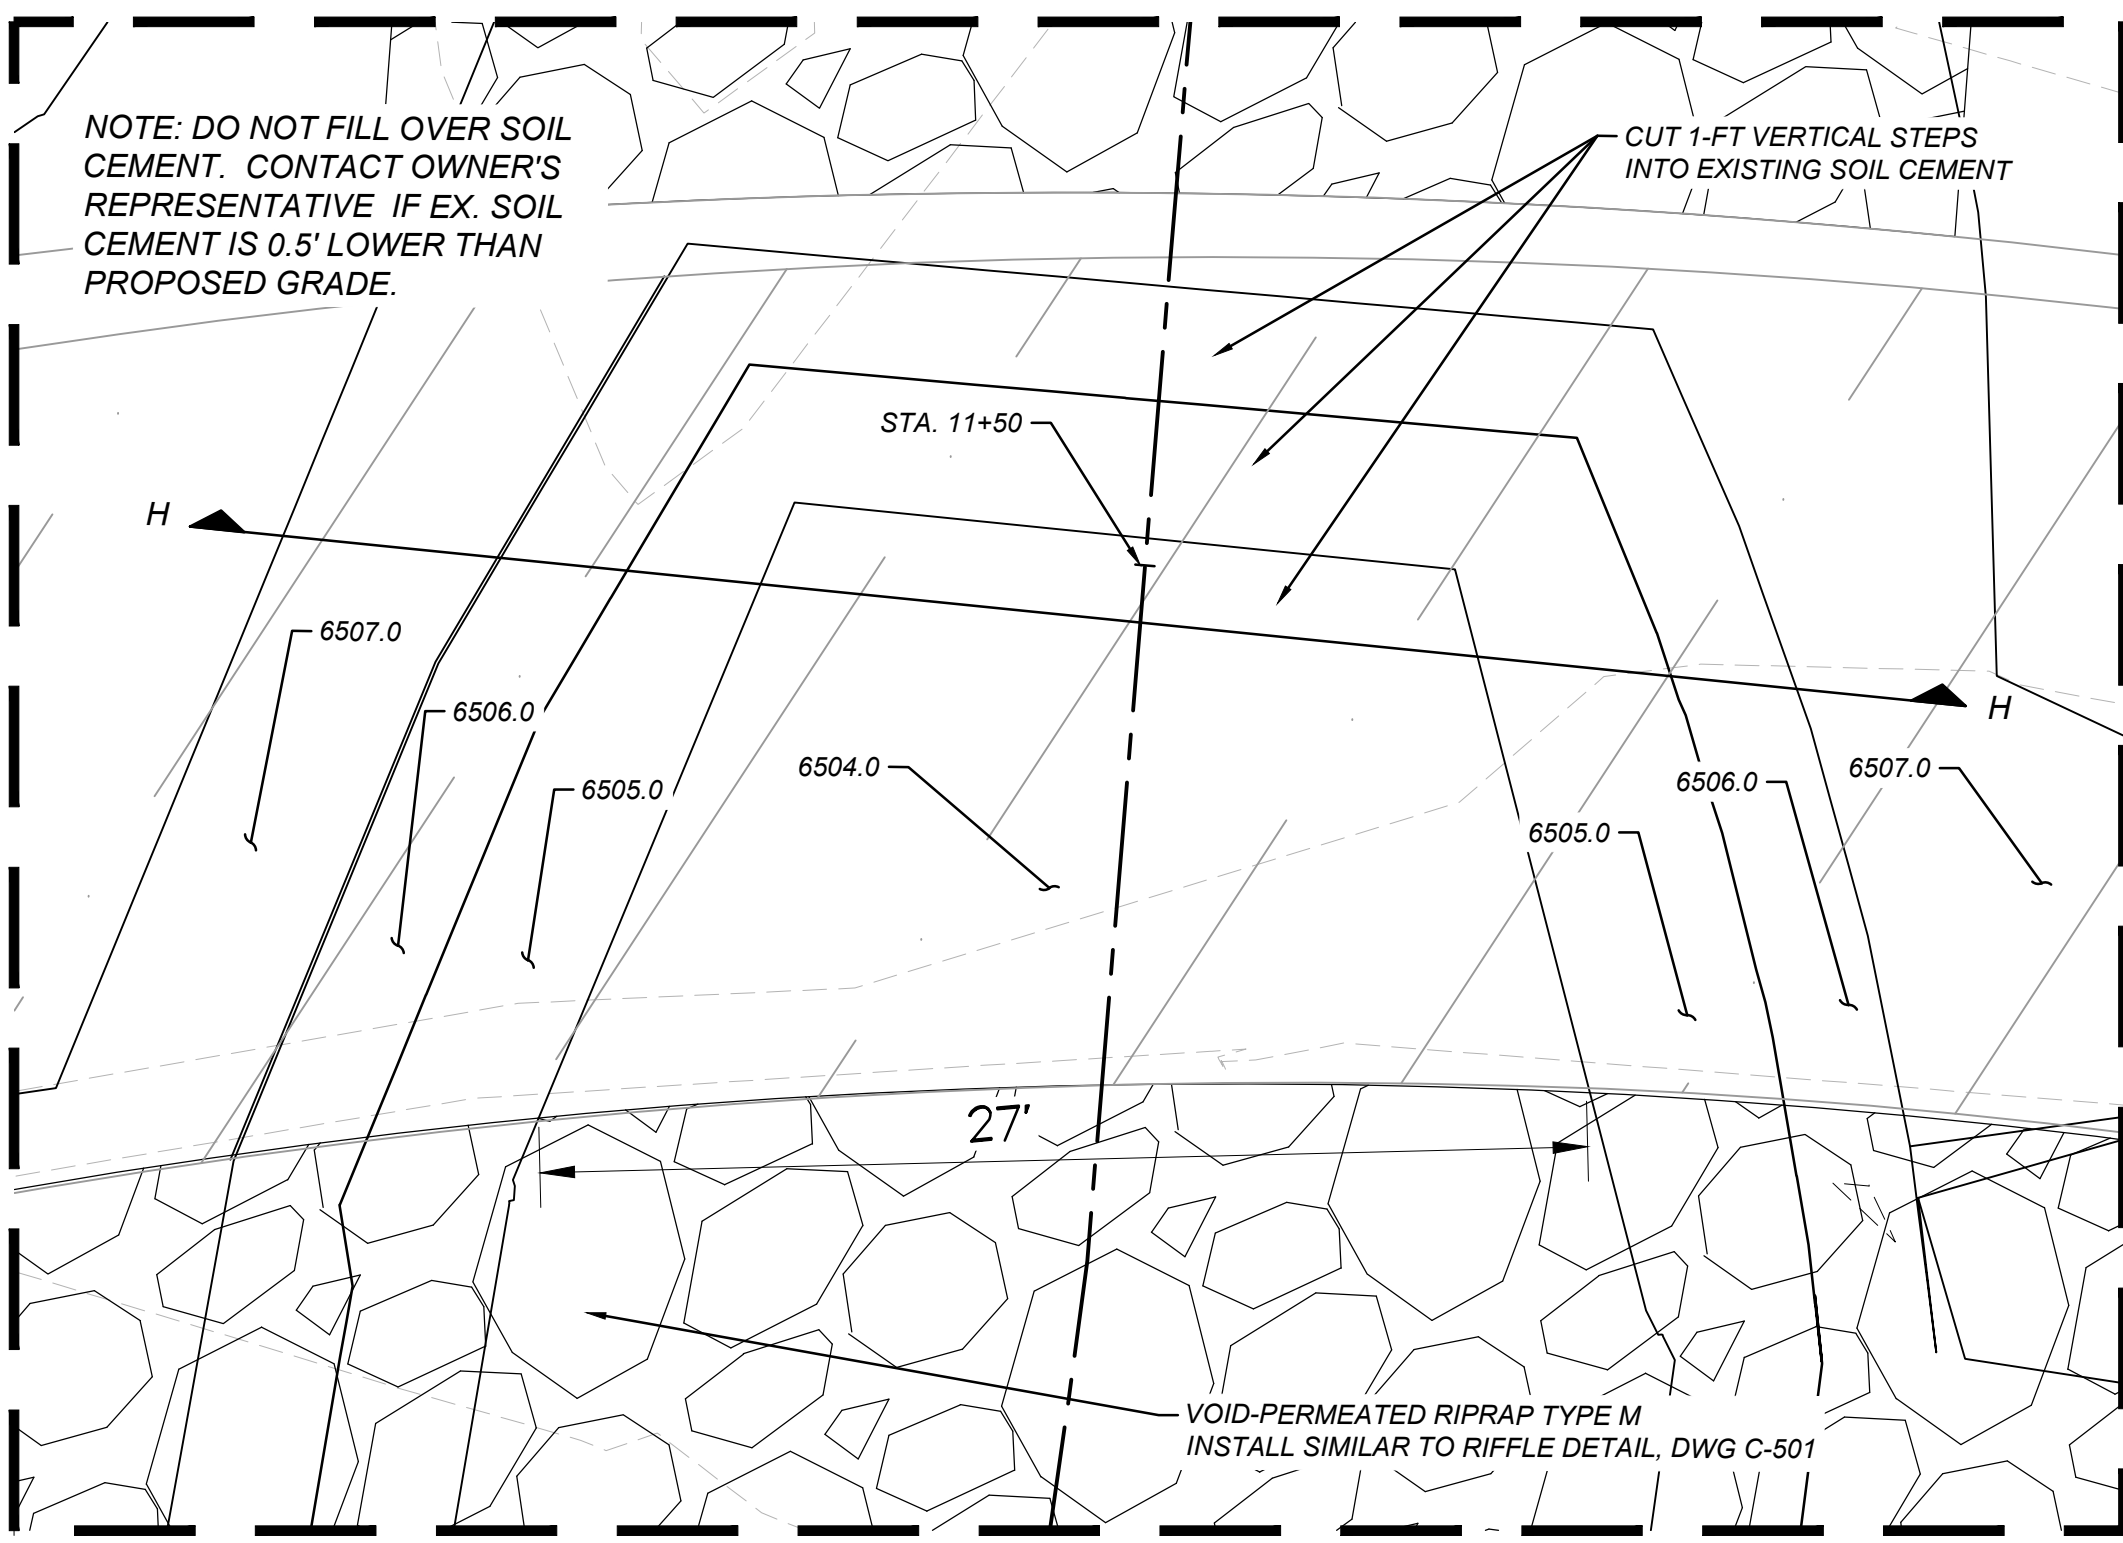 NOTE: DO NOT FILL OVER SOIL
CEMENT. CONTACT OWNER'S
REPRESENTATIVE IF EX. SOIL
CEMENT IS 0.5' LOWER THAN
PROPOSED GRADE.
CUT 1-FT VERTICAL STEPS
INTO EXISTING SOIL CEMENT
STA. 11+50
H
H
6507.0
6506.0
6505.0
6504.0
6505.0
6506.0
6507.0
27'
VOID-PERMEATED RIPRAP TYPE M
INSTALL SIMILAR TO RIFFLE DETAIL, DWG C-501